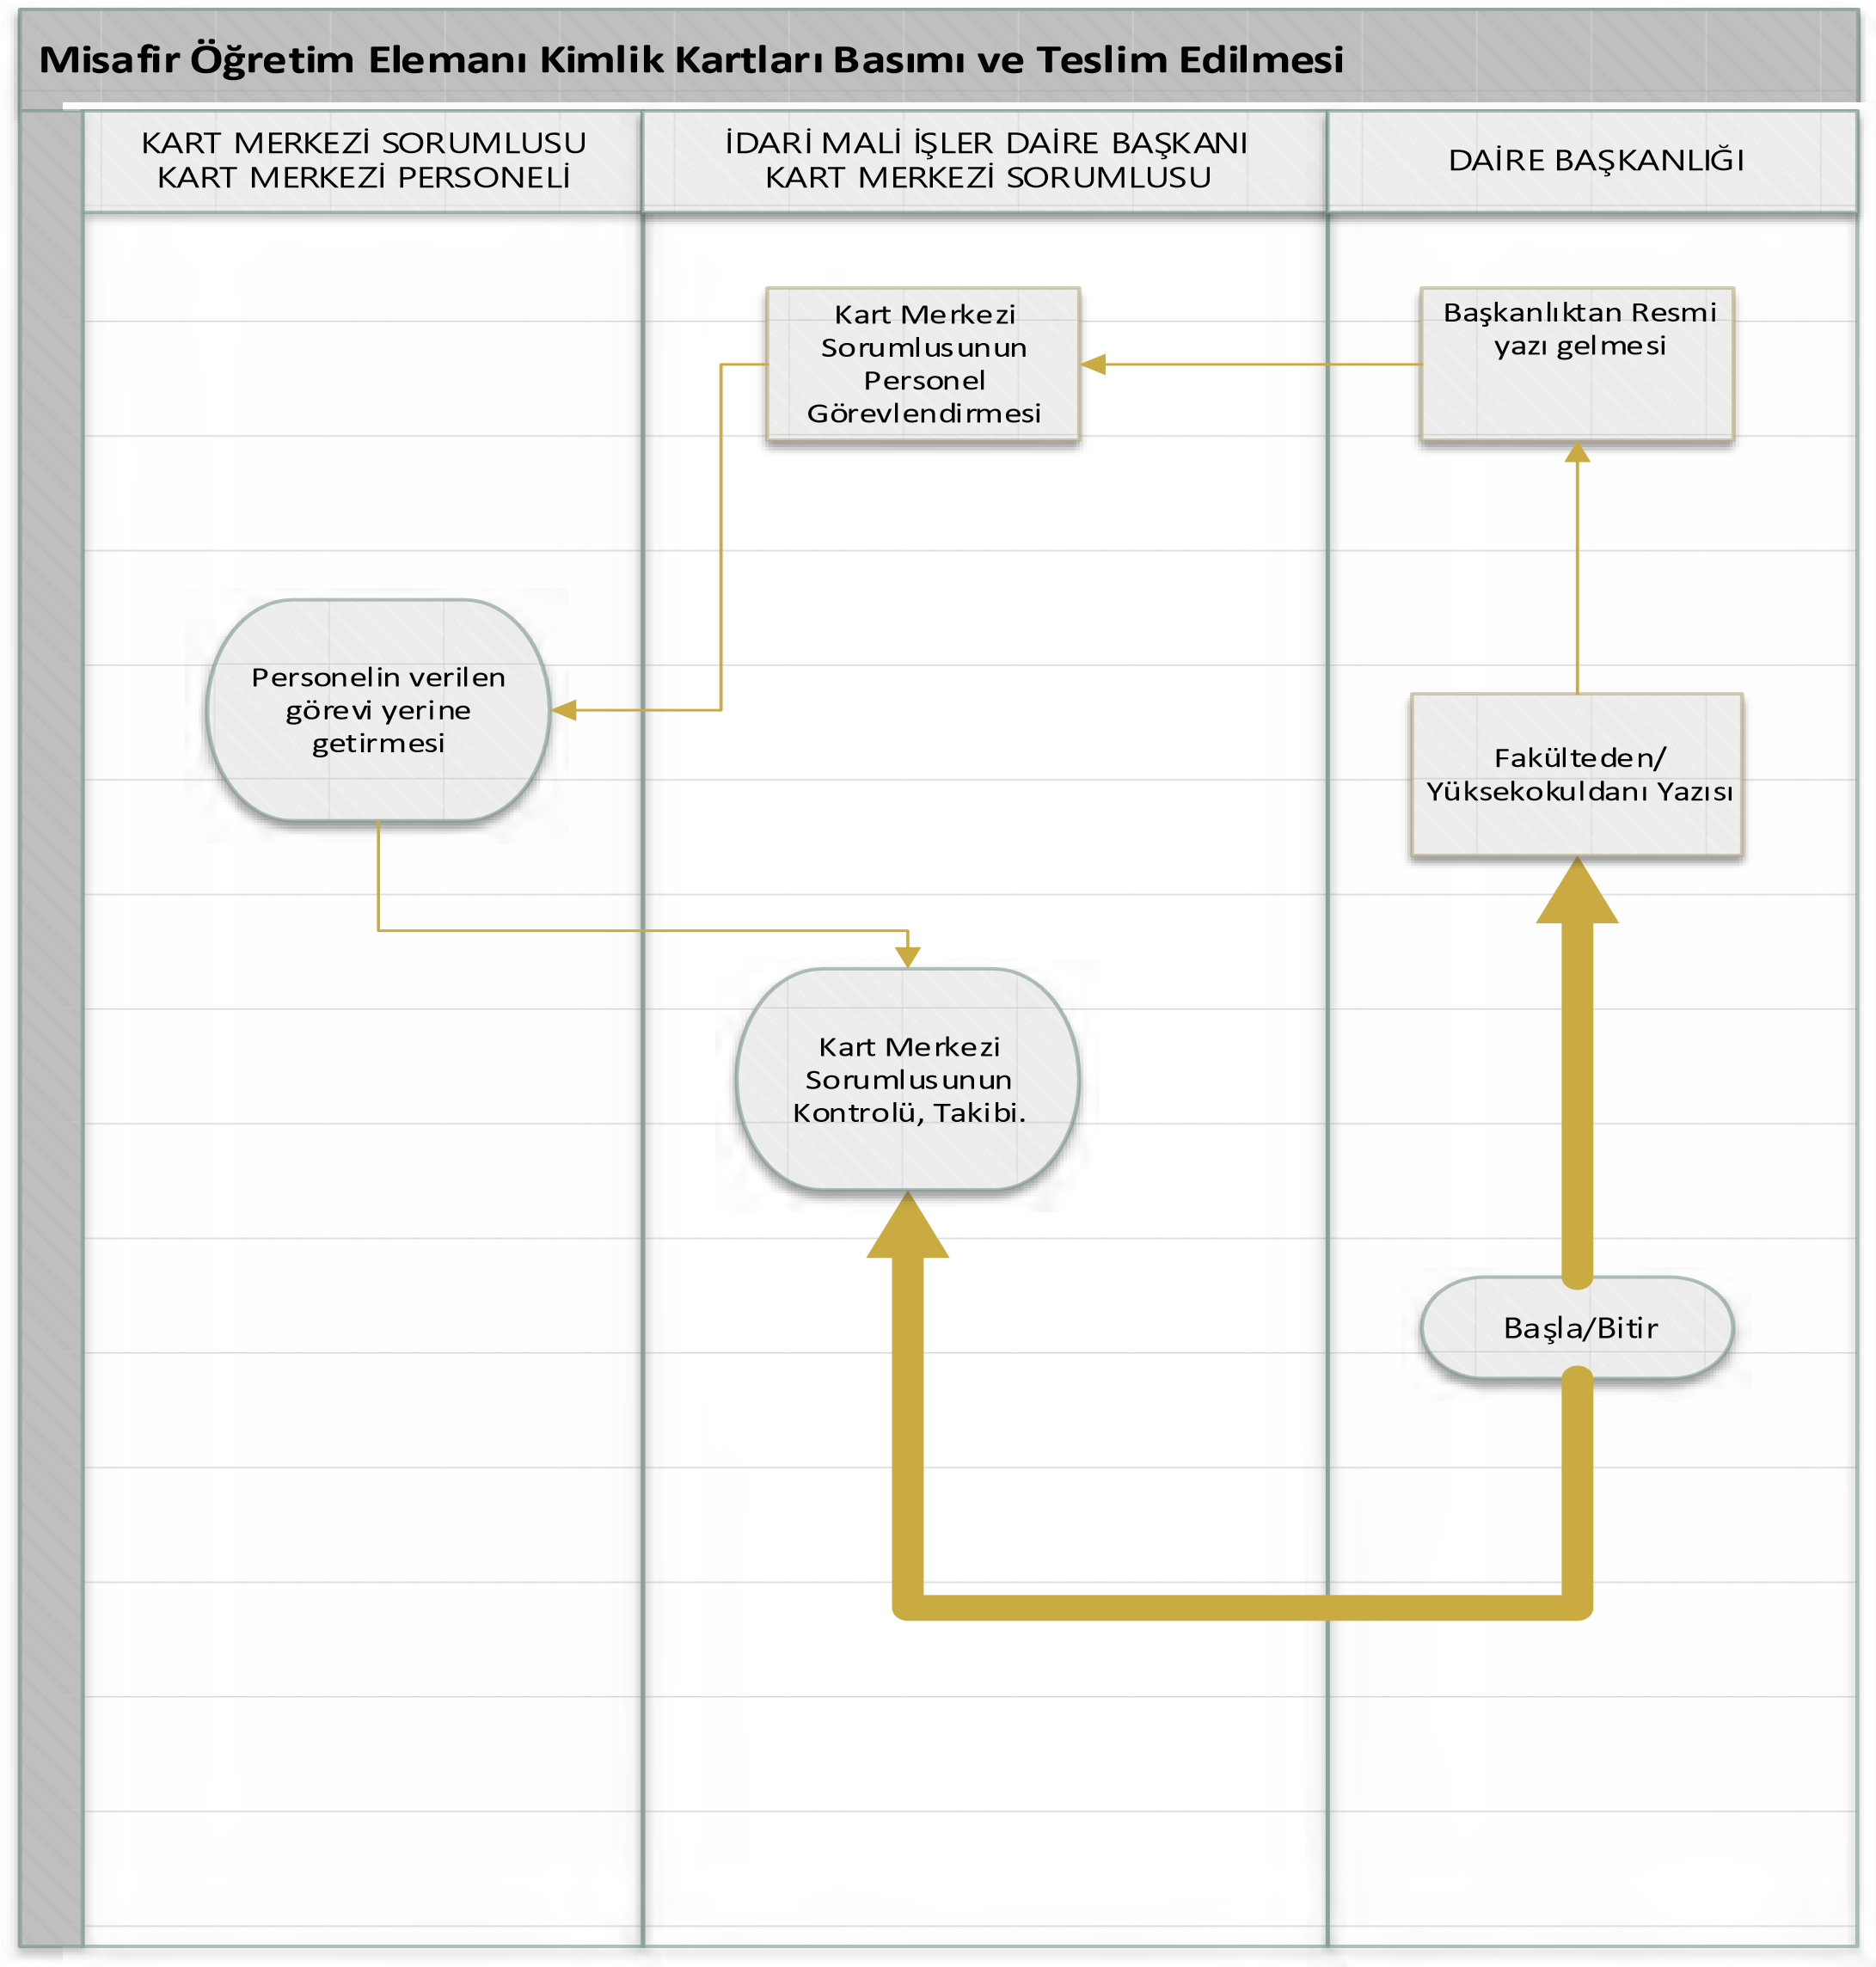 Misafir Öğretim Elemanı Kimlik Kartları Basımı ve Teslim Edilmesi
KART MERKEZİ SORUMLUSU
KART MERKEZİ PERSONELİ
İDARİ MALİ İŞLER DAİRE BAŞKANI
KART MERKEZİ SORUMLUSU
DAİRE BAŞKANLIĞI
Kart Merkezi
Sorumlusunun
Personel
Görevlendirmesi
Başkanlıktan Resmi
yazı gelmesi
Personelin verilen
görevi yerine
getirmesi
Fakülteden/
Yüksekokuldanı Yazısı
Kart Merkezi
Sorumlusunun
Kontrolü, Takibi.
Başla/Bitir